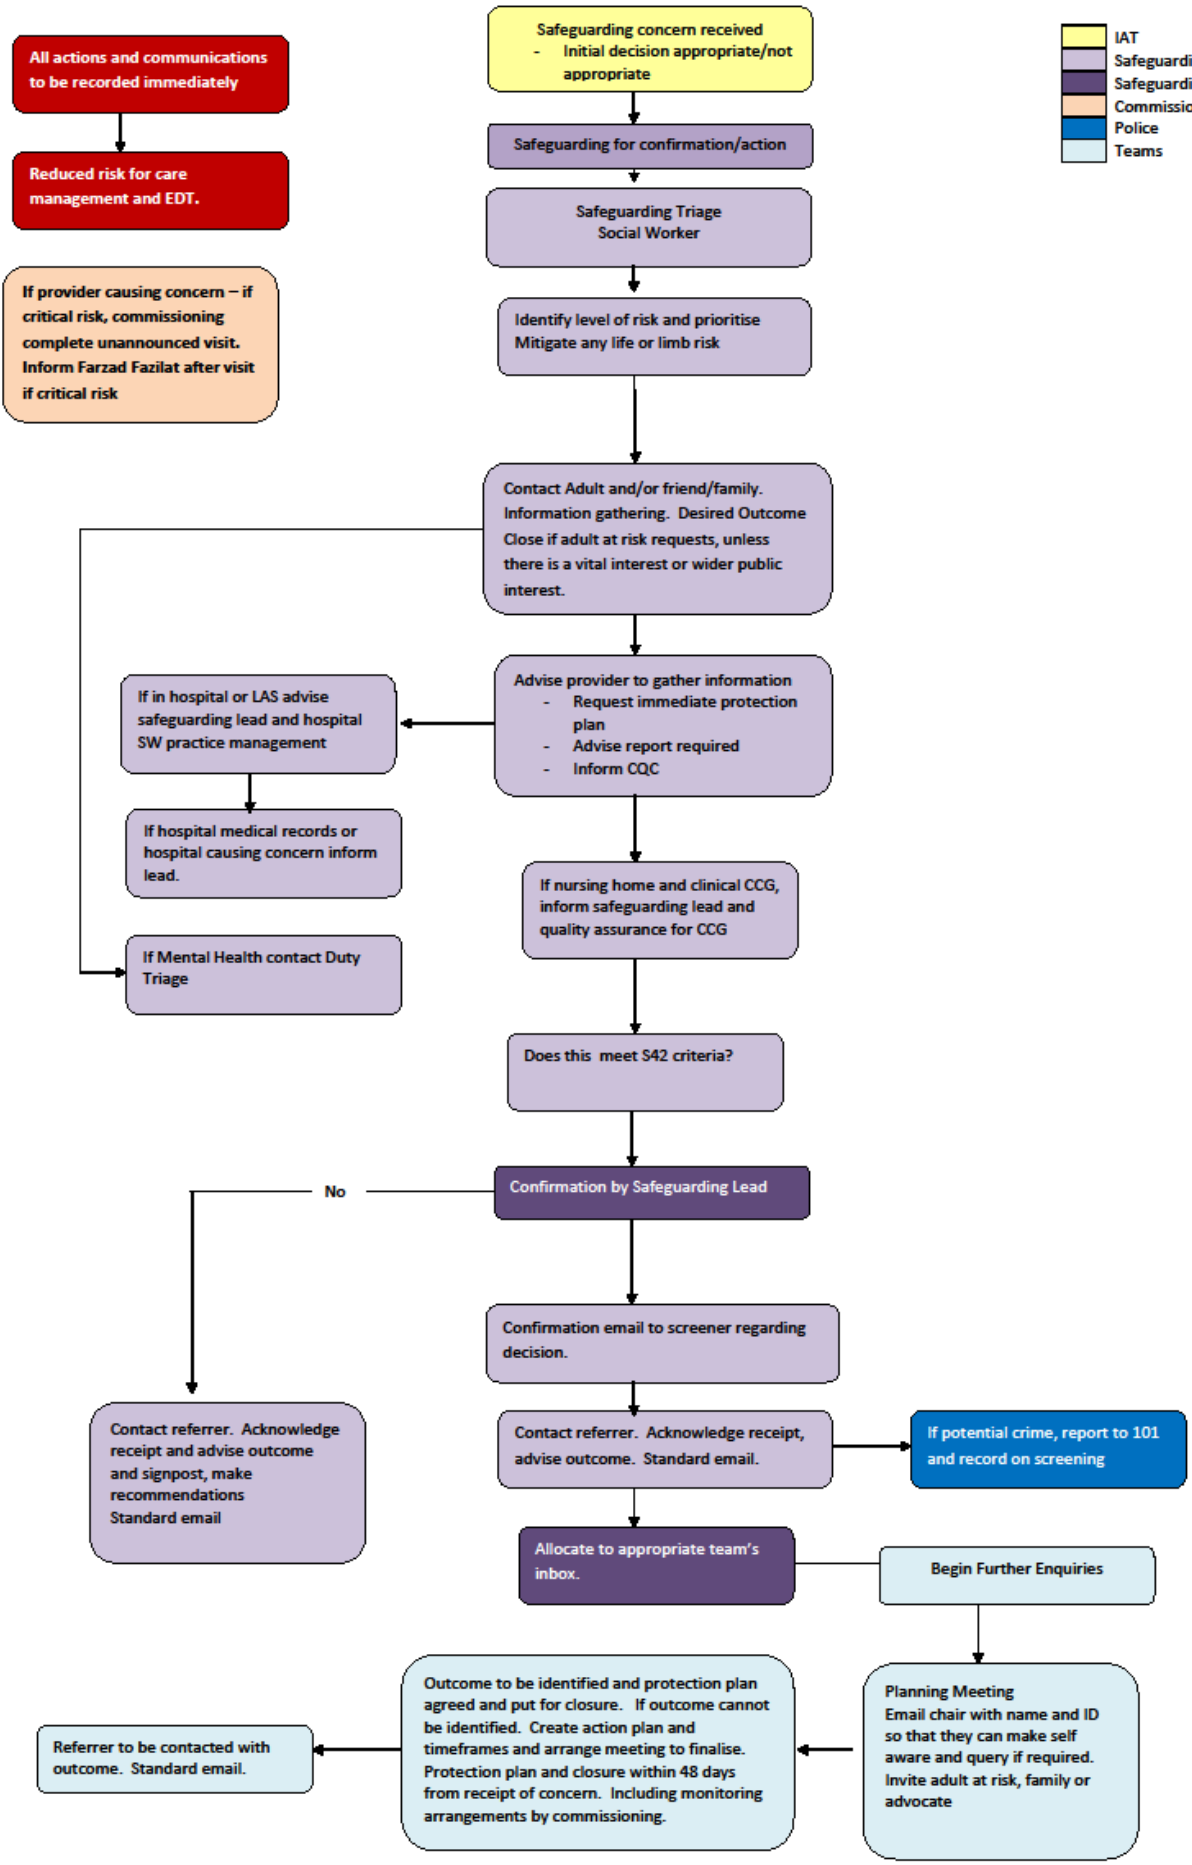 Safeguarding concern received
- Initial decision appropriate/not
appropriate
IAT
Safeguardi
Safeguardi
Commissio
Police
Teams
All actions and communications
to be recorded immediately
Reduced risk for care
management and EDT.
If provider causing concern – if
critical risk, commissioning
complete unannounced visit.
Inform Farzad Fazilat after visit
if critical risk
Safeguarding for confirmation/action
Safeguarding Triage
Social Worker
Identify level of risk and prioritise
Mitigate any life or limb risk
Contact Adult and/or friend/family.
Information gathering. Desired Outcome
Close if adult at risk requests, unless
there is a vital interest or wider public
interest.
Advise provider to gather information
- Request immediate protection
plan
- Advise report required
- Inform CQC
If in hospital or LAS advise
safeguarding lead and hospital
SW practice management
If hospital medical records or
hospital causing concern inform
lead.
If Mental Health contact Duty
Triage
If nursing home and clinical CCG,
inform safeguarding lead and
quality assurance for CCG
Does this meet S42 criteria?
Confirmation by Safeguarding Lead
No
Confirmation email to screener regarding
decision.
Contact referrer. Acknowledge
receipt and advise outcome
and signpost, make
recommendations
Standard email
Contact referrer. Acknowledge receipt,
advise outcome. Standard email.
If potential crime, report to 101
and record on screening
Allocate to appropriate team's
inbox.
Begin Further Enquiries
Planning Meeting
Email chair with name and ID
so that they can make self
aware and query if required.
Invite adult at risk, family or
advocate
Outcome to be identified and protection plan
agreed and put for closure. If outcome cannot
be identified. Create action plan and
timeframes and arrange meeting to finalise.
Protection plan and closure within 48 days
from receipt of concern. Including monitoring
arrangements by commissioning.
Referrer to be contacted with
outcome. Standard email.